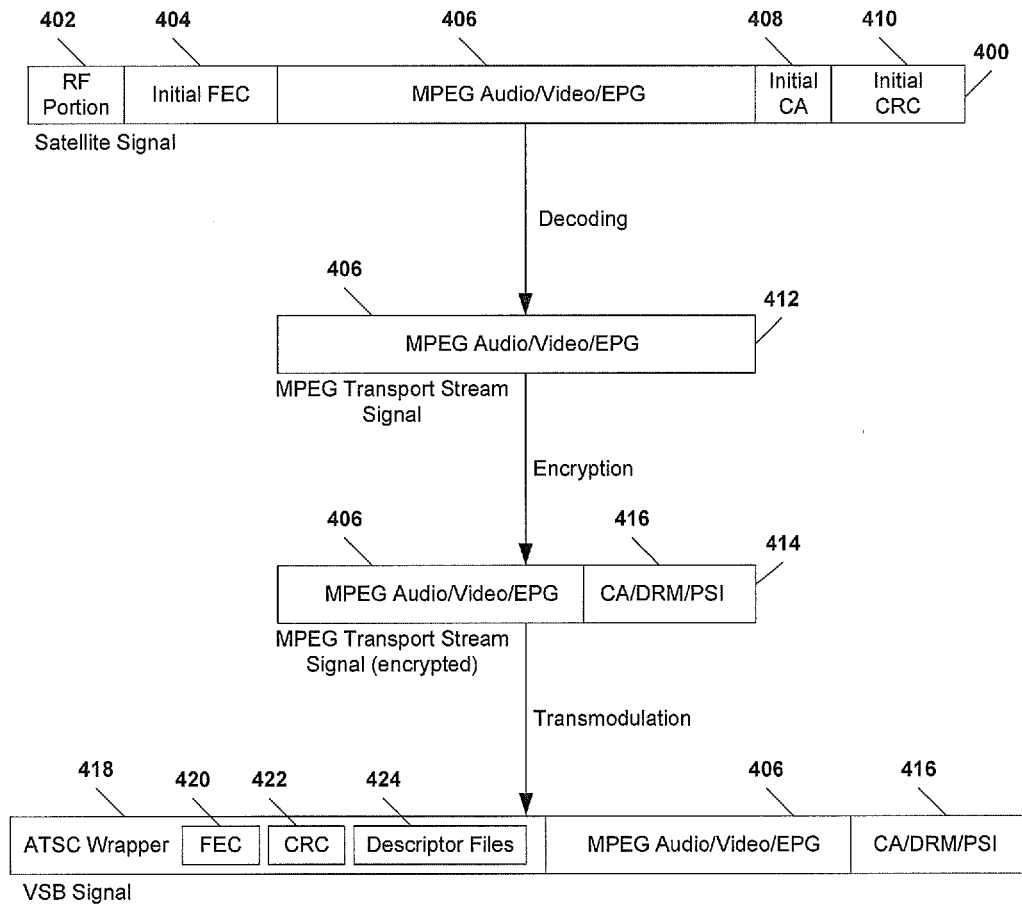 402 404 406 408 410
400
RF Portion Initial FEC MPEG Audio/Video/EPG Initial CA Initial CRC
Satellite Signal
Decoding
406
412
MPEG Audio/Video/EPG
MPEG Transport Stream
Signal
Encryption
406 416
414
MPEG Audio/Video/EPG CA/DRM/PSI
MPEG Transport Stream
Signal (encrypted)
Transmodulation
418 420 422 424 406 416
ATSC Wrapper FEC CRC Descriptor Files MPEG Audio/Video/EPG CA/DRM/PSI
VSB Signal